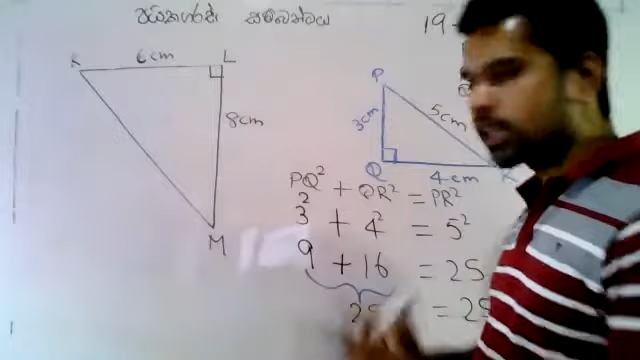 පයිතගරස් සම්බන්ධය
19
K 6cm L
8cm
M
P
3cm
5cm
Q
4cm
PQ² + QR² = PR²
3² + 4² = 5²
9 + 16 = 25